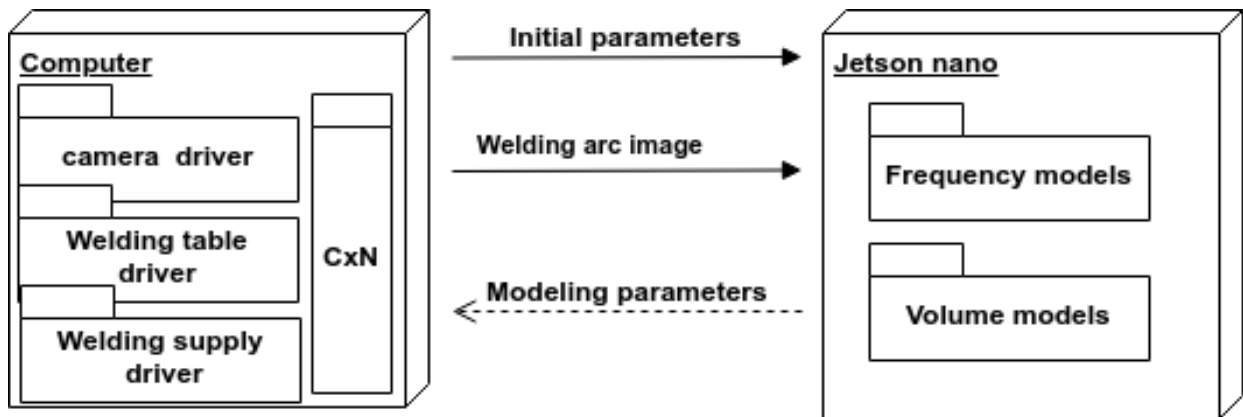 Computer
camera driver
Welding table
driver
Welding supply
driver
CxN
Initial parameters
Welding arc image
Modeling parameters
Jetson nano
Frequency models
Volume models